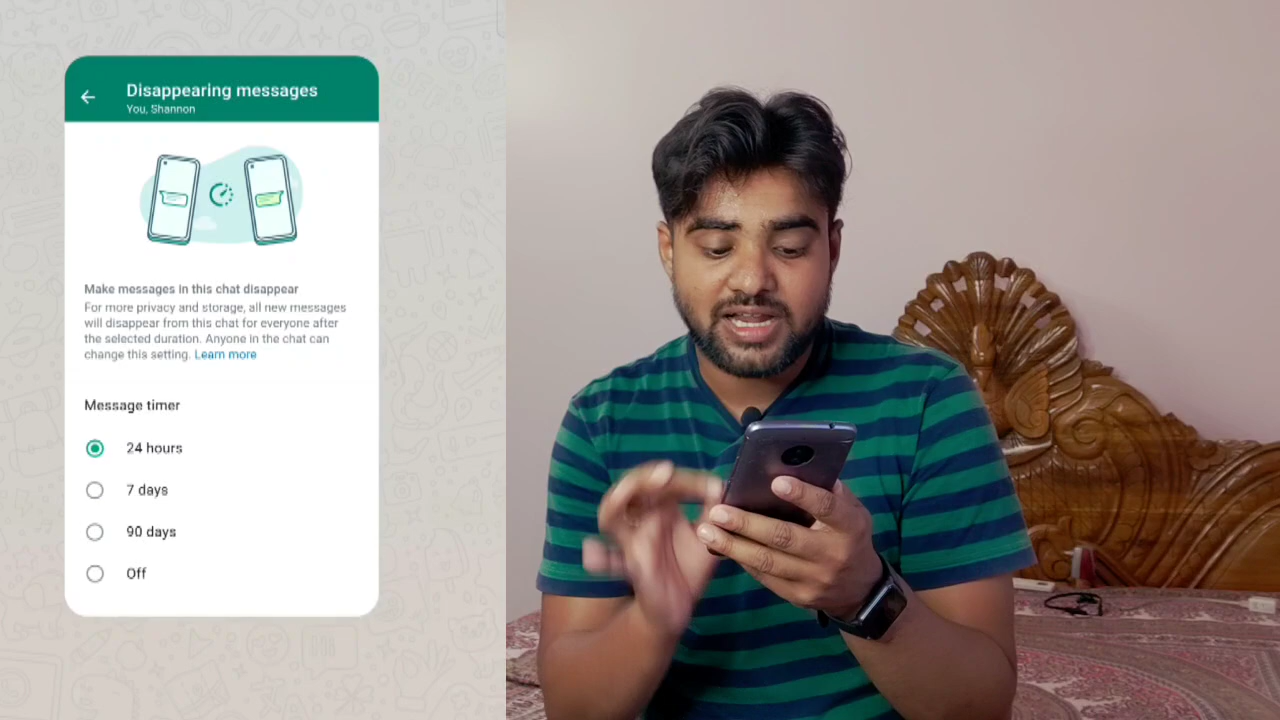 Disappearing messages
You, Shannon
Make messages in this chat disappear
For more privacy and storage, all new messages
will disappear from this chat for everyone after
the selected duration. Anyone in the chat can
change this setting. Learn more
Message timer
24 hours
7 days
90 days
Off